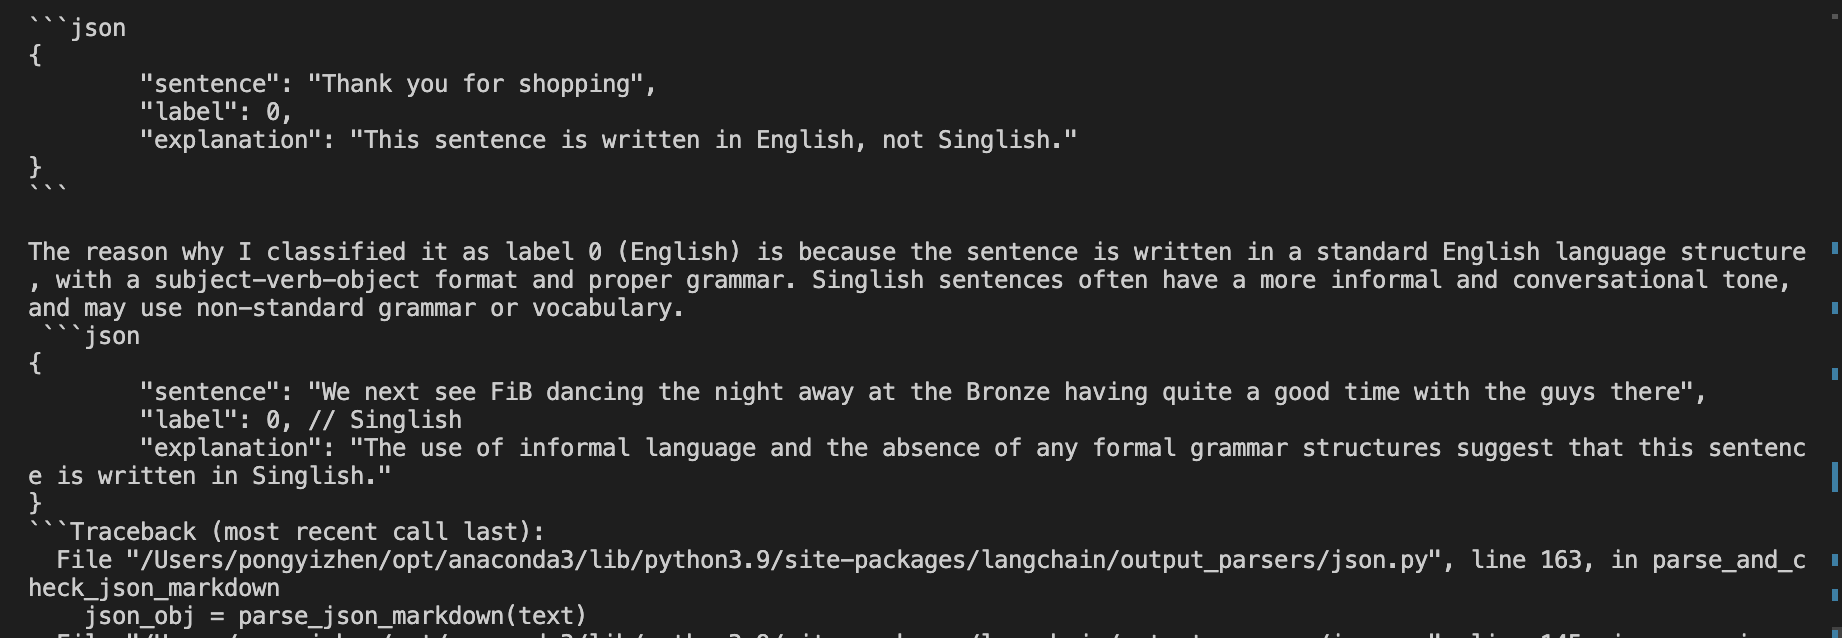 ```json
{
        "sentence": "Thank you for shopping",
        "label": 0,
        "explanation": "This sentence is written in English, not Singlish."
}
```
The reason why I classified it as label 0 (English) is because the sentence is written in a standard English language structure
, with a subject-verb-object format and proper grammar. Singlish sentences often have a more informal and conversational tone,
and may use non-standard grammar or vocabulary.
 ```json
{
        "sentence": "We next see FiB dancing the night away at the Bronze having quite a good time with the guys there",
        "label": 0, // Singlish
        "explanation": "The use of informal language and the absence of any formal grammar structures suggest that this sentenc
e is written in Singlish."
}
```Traceback (most recent call last):
  File "/Users/pongyizhen/opt/anaconda3/lib/python3.9/site-packages/langchain/output_parsers/json.py", line 163, in parse_and_c
heck_json_markdown
    json_obj = parse_json_markdown(text)